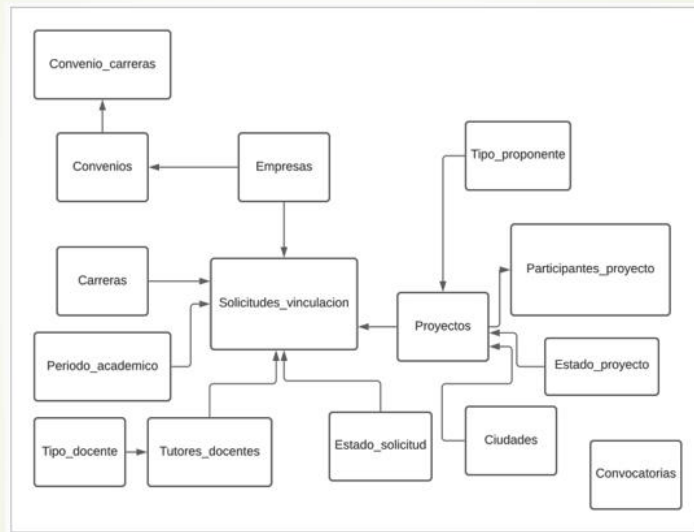 Convenio_carreras
Tipo_proponente
Convenios
Empresas
Participantes_proyecto
Carreras
Solicitudes_vinculacion
Proyectos
Periodo_academico
Estado_proyecto
Tipo_docente
Tutores_docentes
Estado_solicitud
Ciudades
Convocatorias